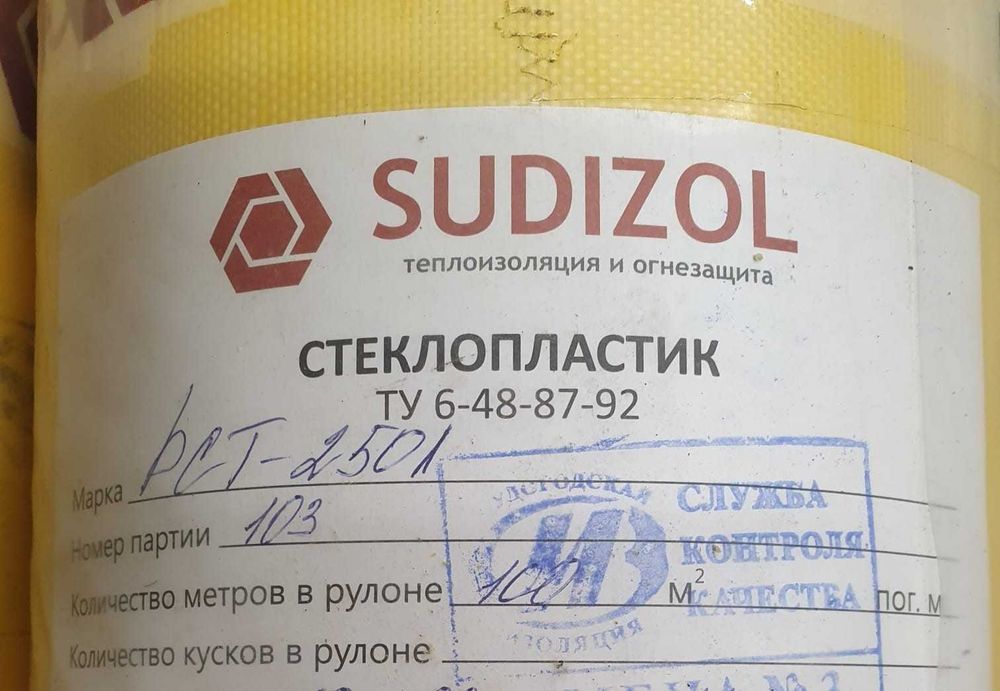 SUDIZOL
теплоизоляция и огнезащита
СТЕКЛОПЛАСТИК
ТУ 6-48-87-92
Марка РСТ-250Л
Номер партии 103
Количество метров в рулоне 100 м² пог. м
Количество кусков в рулоне
СЛУЖБА
КОНТРОЛЯ
КАЧЕСТВА